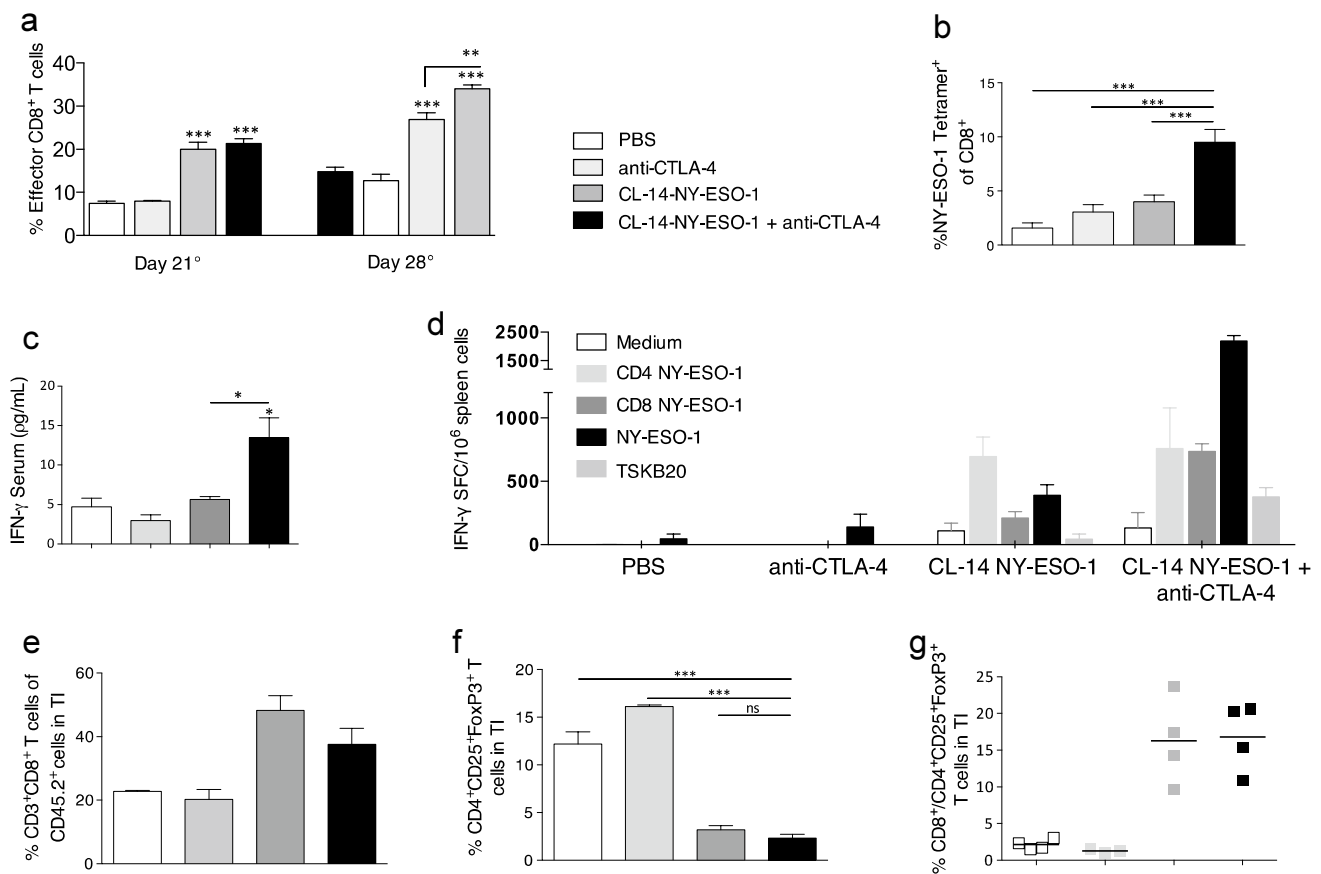 a
% Effector CD8+ T cells
40
30
20
10
0
***
***
***
**
***
Day 21°
Day 28°
PBS
anti-CTLA-4
CL-14-NY-ESO-1
CL-14-NY-ESO-1 + anti-CTLA-4
b
%NY-ESO-1 Tetramer+
of CD8+
15
10
5
0
***
***
***
c
IFN-γ Serum (ρg/mL)
20
15
10
5
0
*
*
d
IFN-γ SFC/10⁶ spleen cells
2500
1500
1000
500
0
Medium
CD4 NY-ESO-1
CD8 NY-ESO-1
NY-ESO-1
TSKB20
PBS
anti-CTLA-4
CL-14 NY-ESO-1
CL-14 NY-ESO-1 +
anti-CTLA-4
e
% CD3+CD8+ T cells of
CD45.2+ cells in TI
60
40
20
0
f
% CD4+CD25+FoxP3+ T
cells in TI
20
15
10
5
0
***
***
ns
g
% CD8+/CD4+CD25+FoxP3+
T cells in TI
25
20
15
10
5
0